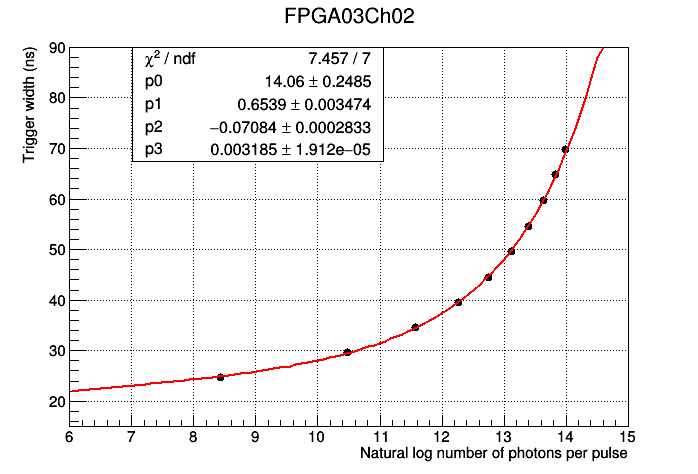 FPGA03Ch02
χ² / ndf 7.457 / 7
p0 14.06 ± 0.2485
p1 0.6539 ± 0.003474
p2 −0.07084 ± 0.0002833
p3 0.003185 ± 1.912e−05
Trigger width (ns)
90
80
70
60
50
40
30
20
6 7 8 9 10 11 12 13 14 15
Natural log number of photons per pulse